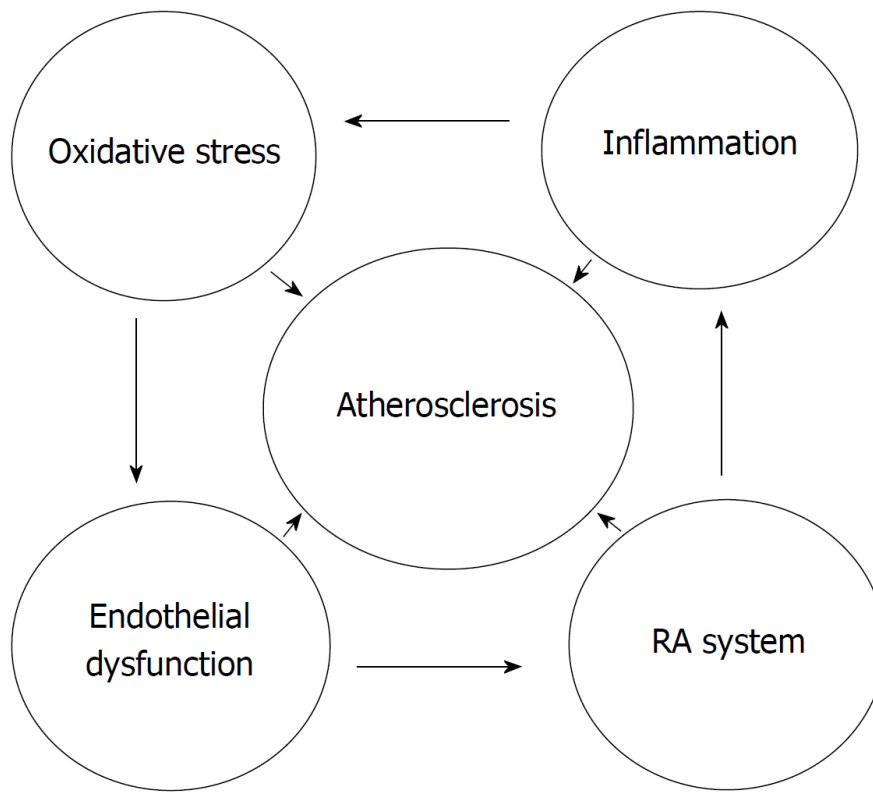 Oxidative stress
Inflammation
Atherosclerosis
Endothelial
dysfunction
RA system